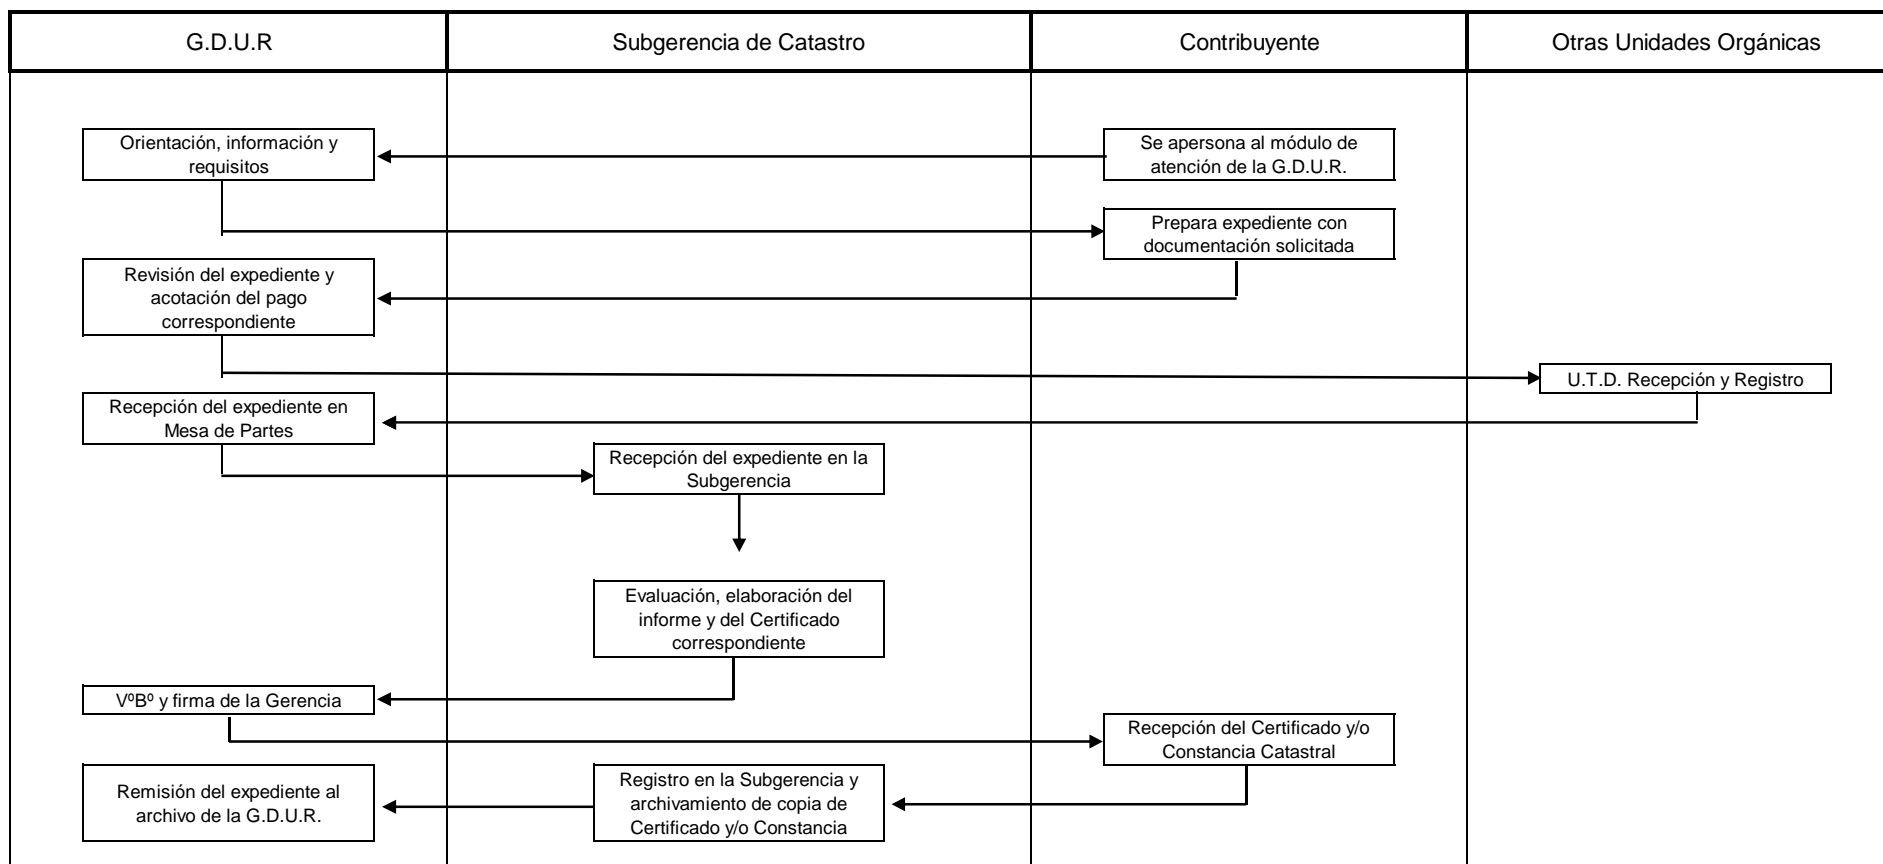 G.D.U.R
Subgerencia de Catastro
Contribuyente
Otras Unidades Orgánicas
Orientación, información y
requisitos
Se apersona al módulo de
atención de la G.D.U.R.
Prepara expediente con
documentación solicitada
Revisión del expediente y
acotación del pago
correspondiente
U.T.D. Recepción y Registro
Recepción del expediente en
Mesa de Partes
Recepción del expediente en la
Subgerencia
Evaluación, elaboración del
informe y del Certificado
correspondiente
VºBº y firma de la Gerencia
Recepción del Certificado y/o
Constancia Catastral
Registro en la Subgerencia y
archivamiento de copia de
Certificado y/o Constancia
Remisión del expediente al
archivo de la G.D.U.R.